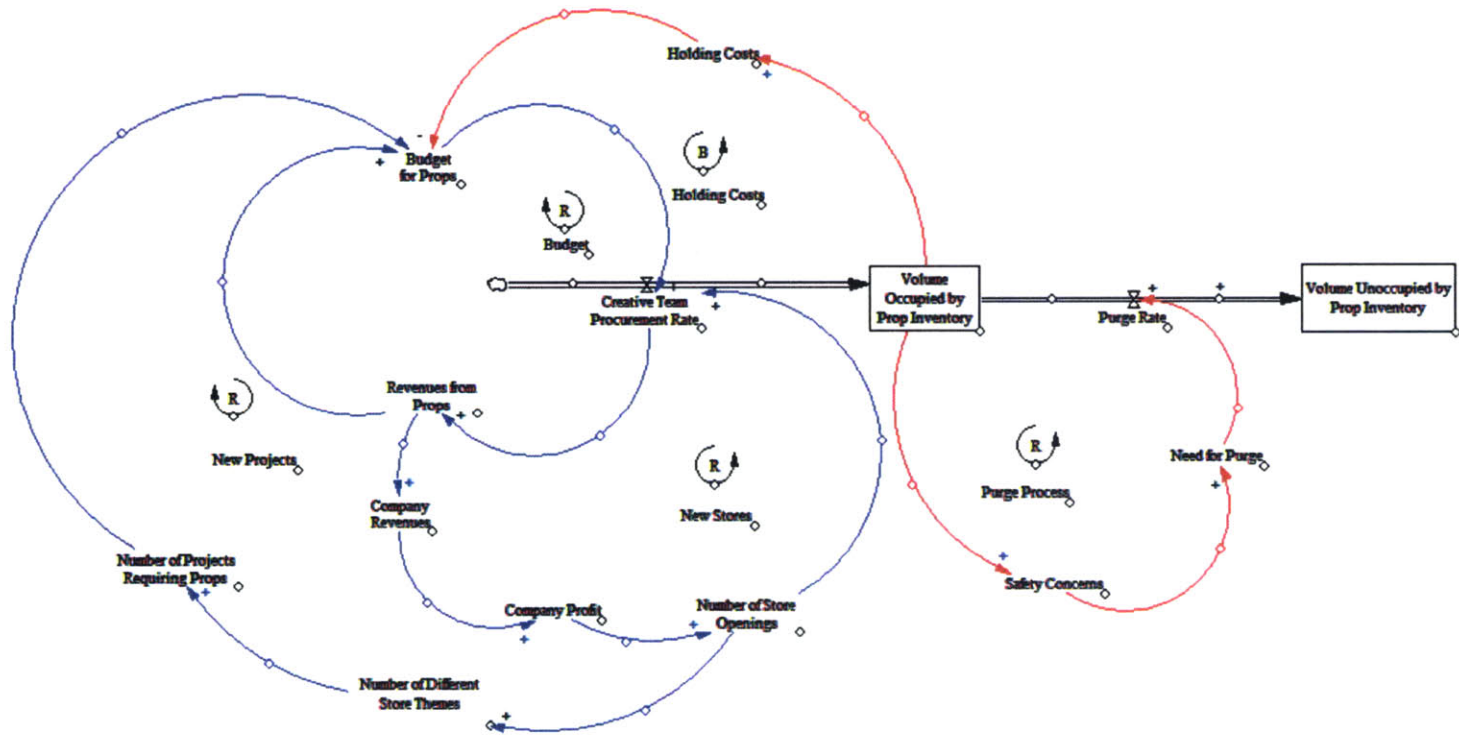 Holding Costs
+
-
+
Budget
for Props
B
Holding Costs
R
Budget
+
Creative Team
Procurement Rate
+
Volume
Occupied by
Prop Inventory
+
+
Purge Rate
Volume Unoccupied by
Prop Inventory
R
New Projects
Revenues from
Props
+
R
New Stores
+
Company
Revenues
R
Purge Process
Need for Purge
+
Number of Projects
Requiring Props
+
Company Profit
+
+
Number of Store
Openings
+
Safety Concerns
Number of Different
Store Themes
+